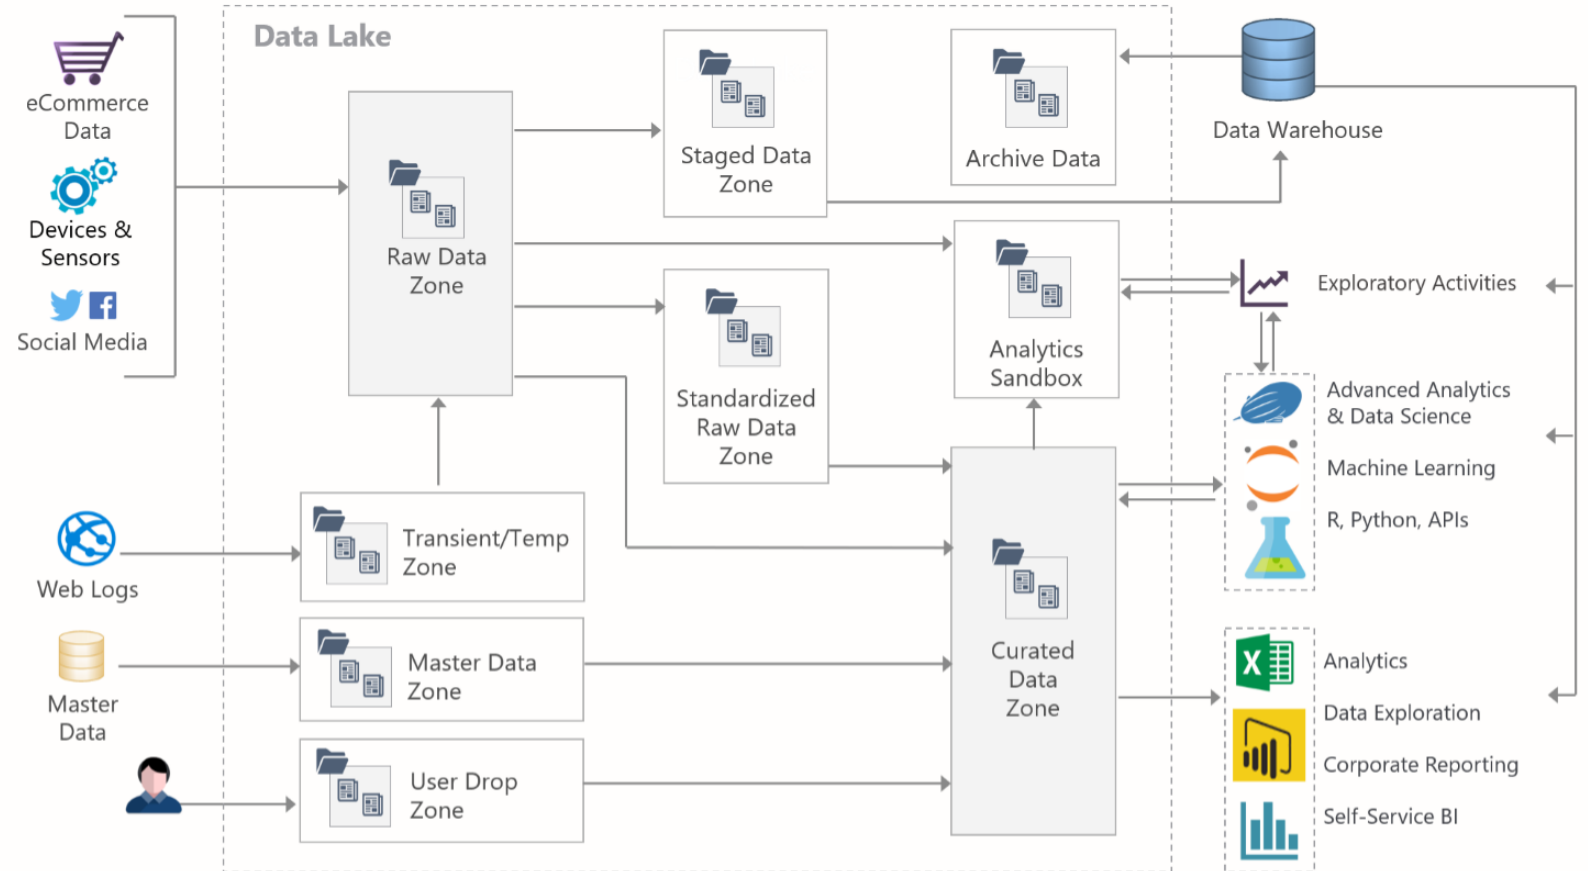 Data Lake
eCommerce
Data
Devices &
Sensors
Social Media
Web Logs
Master
Data
Raw Data
Zone
Transient/Temp
Zone
Master Data
Zone
User Drop
Zone
Staged Data
Zone
Standardized
Raw Data
Zone
Archive Data
Analytics
Sandbox
Curated
Data
Zone
Data Warehouse
Exploratory Activities
Advanced Analytics
& Data Science
Machine Learning
R, Python, APIs
X
Analytics
Data Exploration
Corporate Reporting
Self-Service BI